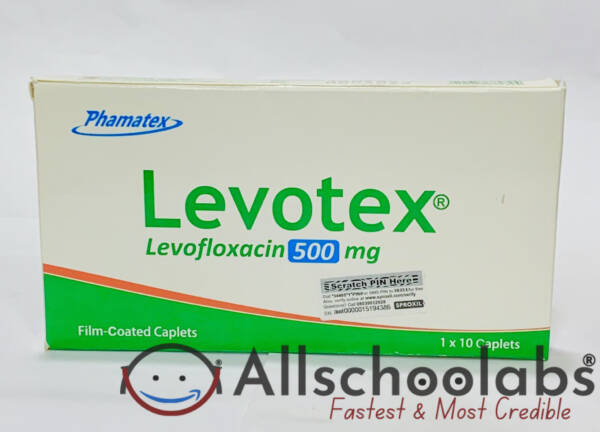 Phamatex
Levotex®
Levofloxacin 500 mg
Scratch PIN Here
SPROXIL
Film-Coated Caplets
1 x 10 Caplets
Allschoolabs®
Fastest & Most Credible